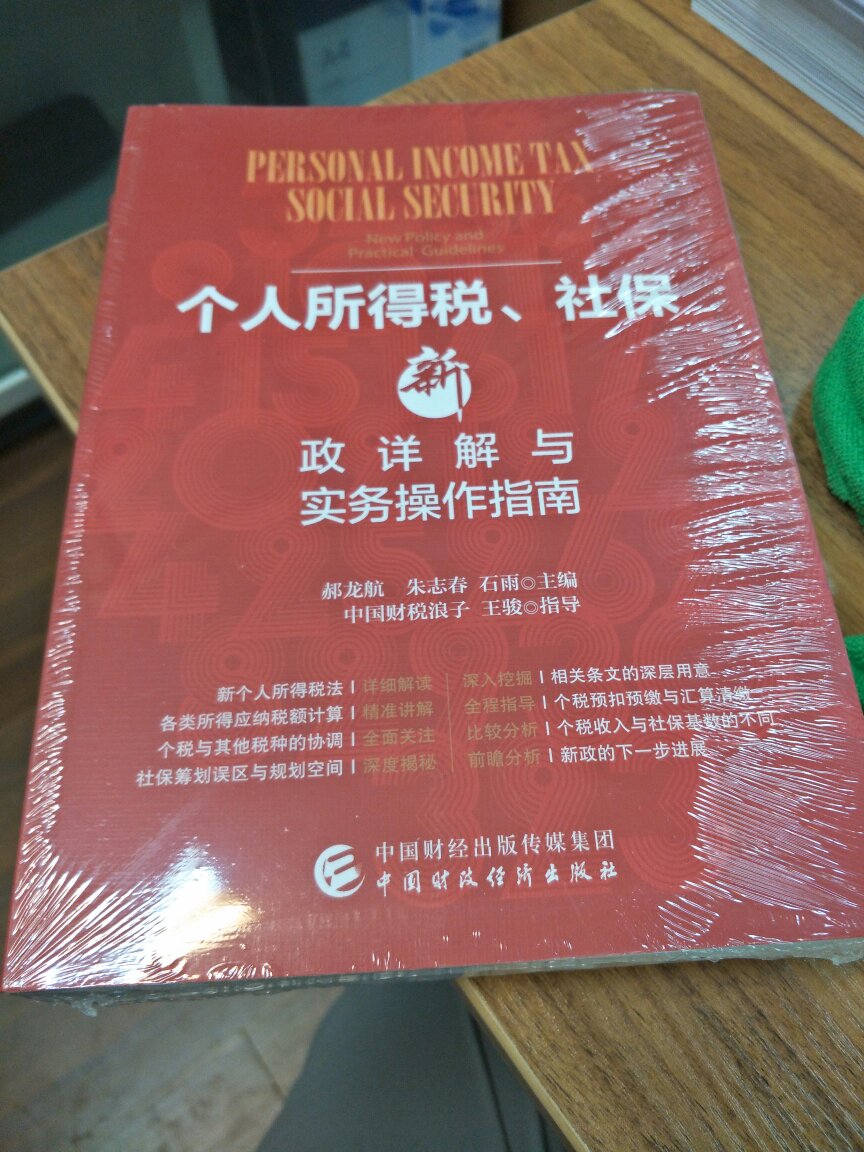 PERSONAL INCOME TAX
SOCIAL SECURITY
New Policy and
Practical Guidelines
个人所得税、社保
新
政详解与
实务操作指南
郝龙航 朱志春 石雨◎主编
中国财税浪子 王骏◎指导
新个人所得税法 | 详细解读
各类所得应纳税额计算 | 精准讲解
个税与其他税种的协调 | 全面关注
社保筹划误区与规划空间 | 深度揭秘
深入挖掘 | 相关条文的深层用意
全程指导 | 个税预扣预缴与汇算清缴
比较分析 | 个税收入与社保基数的不同
前瞻分析 | 新政的下一步进展
中国财经出版传媒集团
中国财政经济出版社